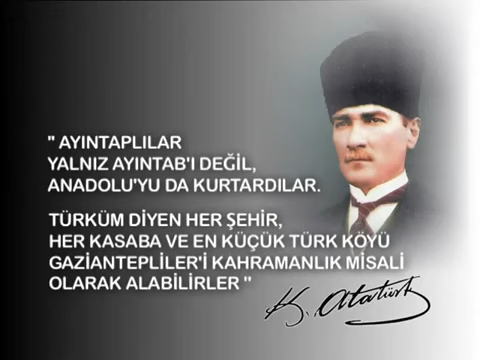 " AYINTAPLILAR
YALNIZ AYINTAB'I DEĞİL,
ANADOLU'YU DA KURTARDILAR.
TÜRKÜM DİYEN HER ŞEHİR,
HER KASABA VE EN KÜÇÜK TÜRK KÖYÜ
GAZİANTEPLİLER'İ KAHRAMANLIK MİSALİ
OLARAK ALABİLİRLER "
K. Atatürk